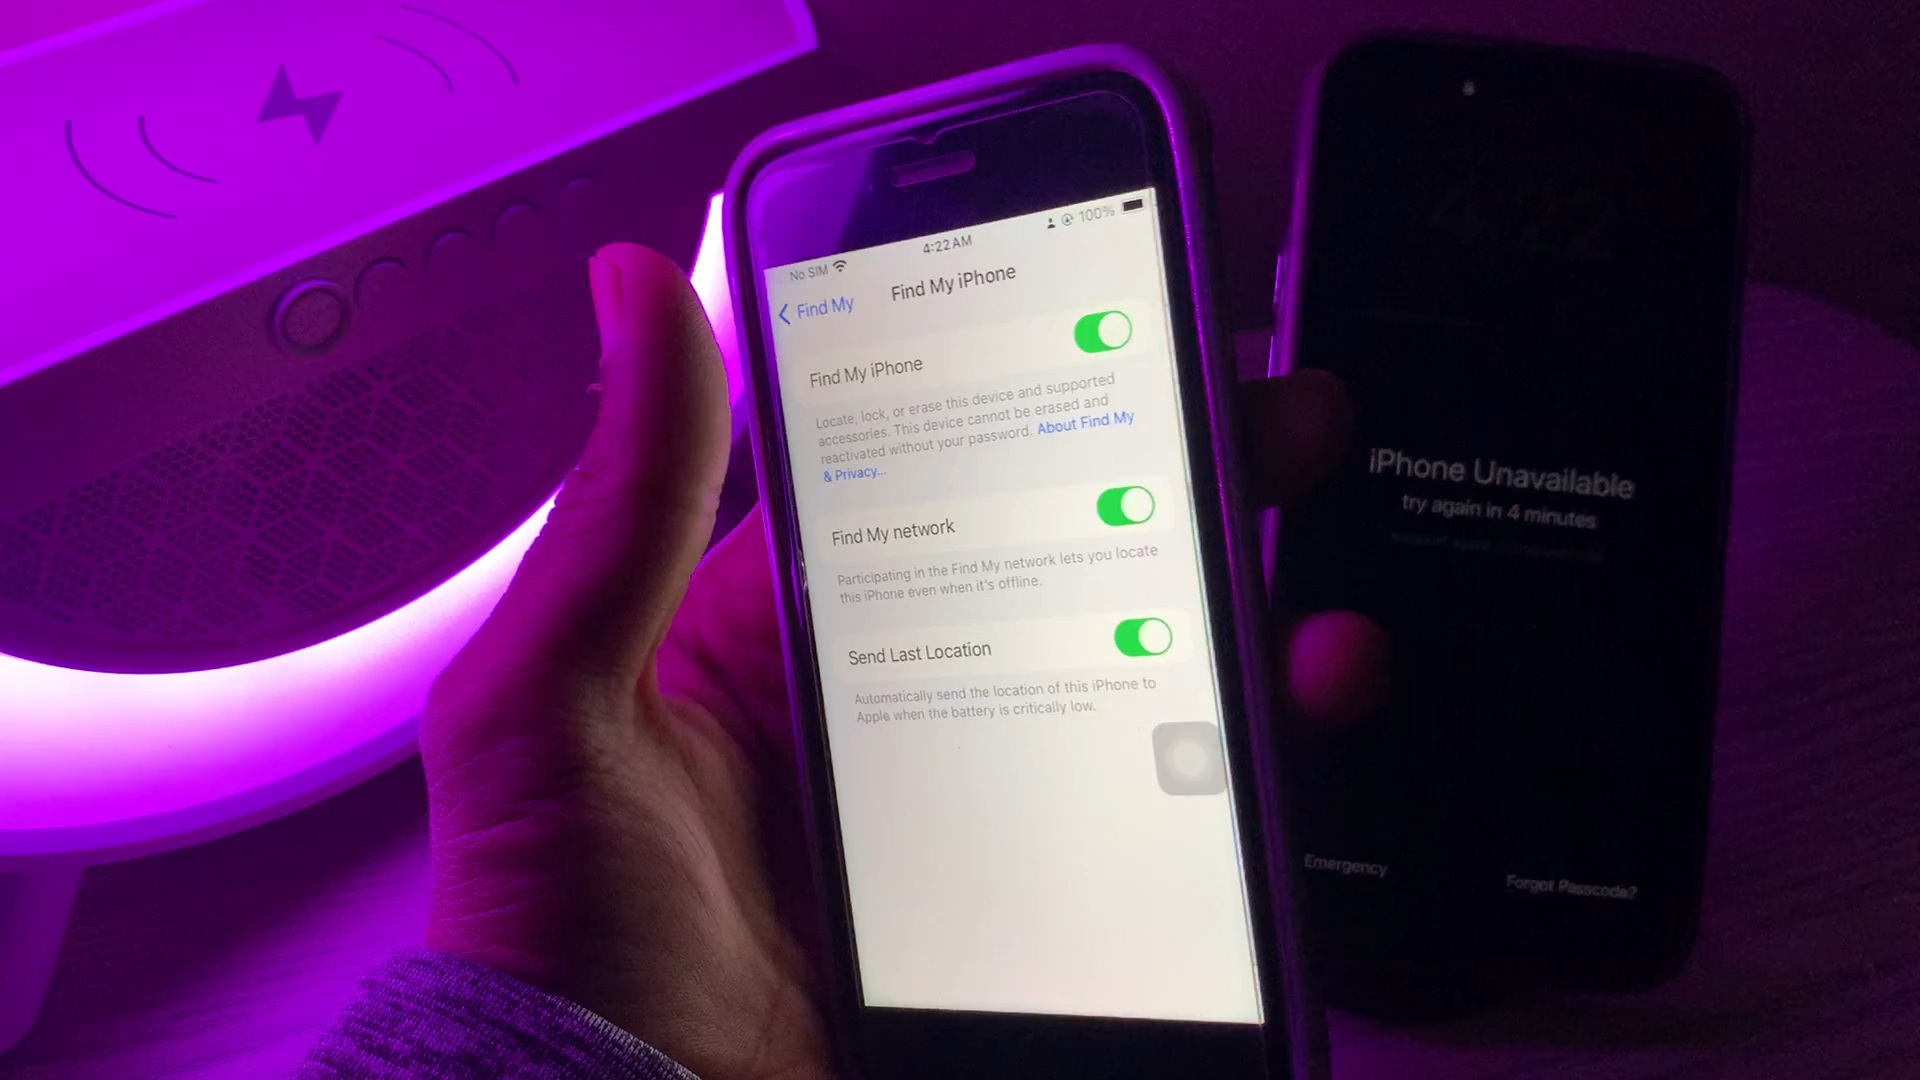 No SIM
4:22 AM
100%
Find My
Find My iPhone
Find My iPhone
Locate, lock, or erase this device and supported
accessories. This device cannot be erased and
reactivated without your password. About Find My
& Privacy...
Find My network
Participating in the Find My network lets you locate
this iPhone even when it's offline.
Send Last Location
Automatically send the location of this iPhone to
Apple when the battery is critically low.
4:22
iPhone Unavailable
try again in 4 minutes
Emergency
Forgot Passcode?